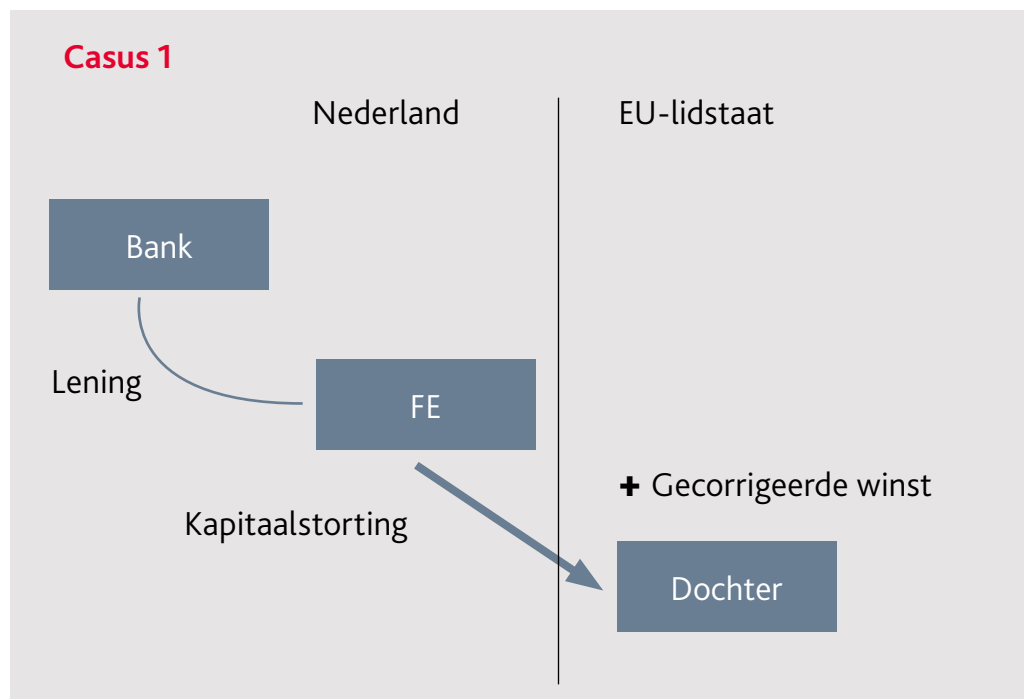 Casus 1
Nederland
EU-lidstaat
Bank
Lening
FE
+ Gecorrigeerde winst
Kapitaalstorting
Dochter